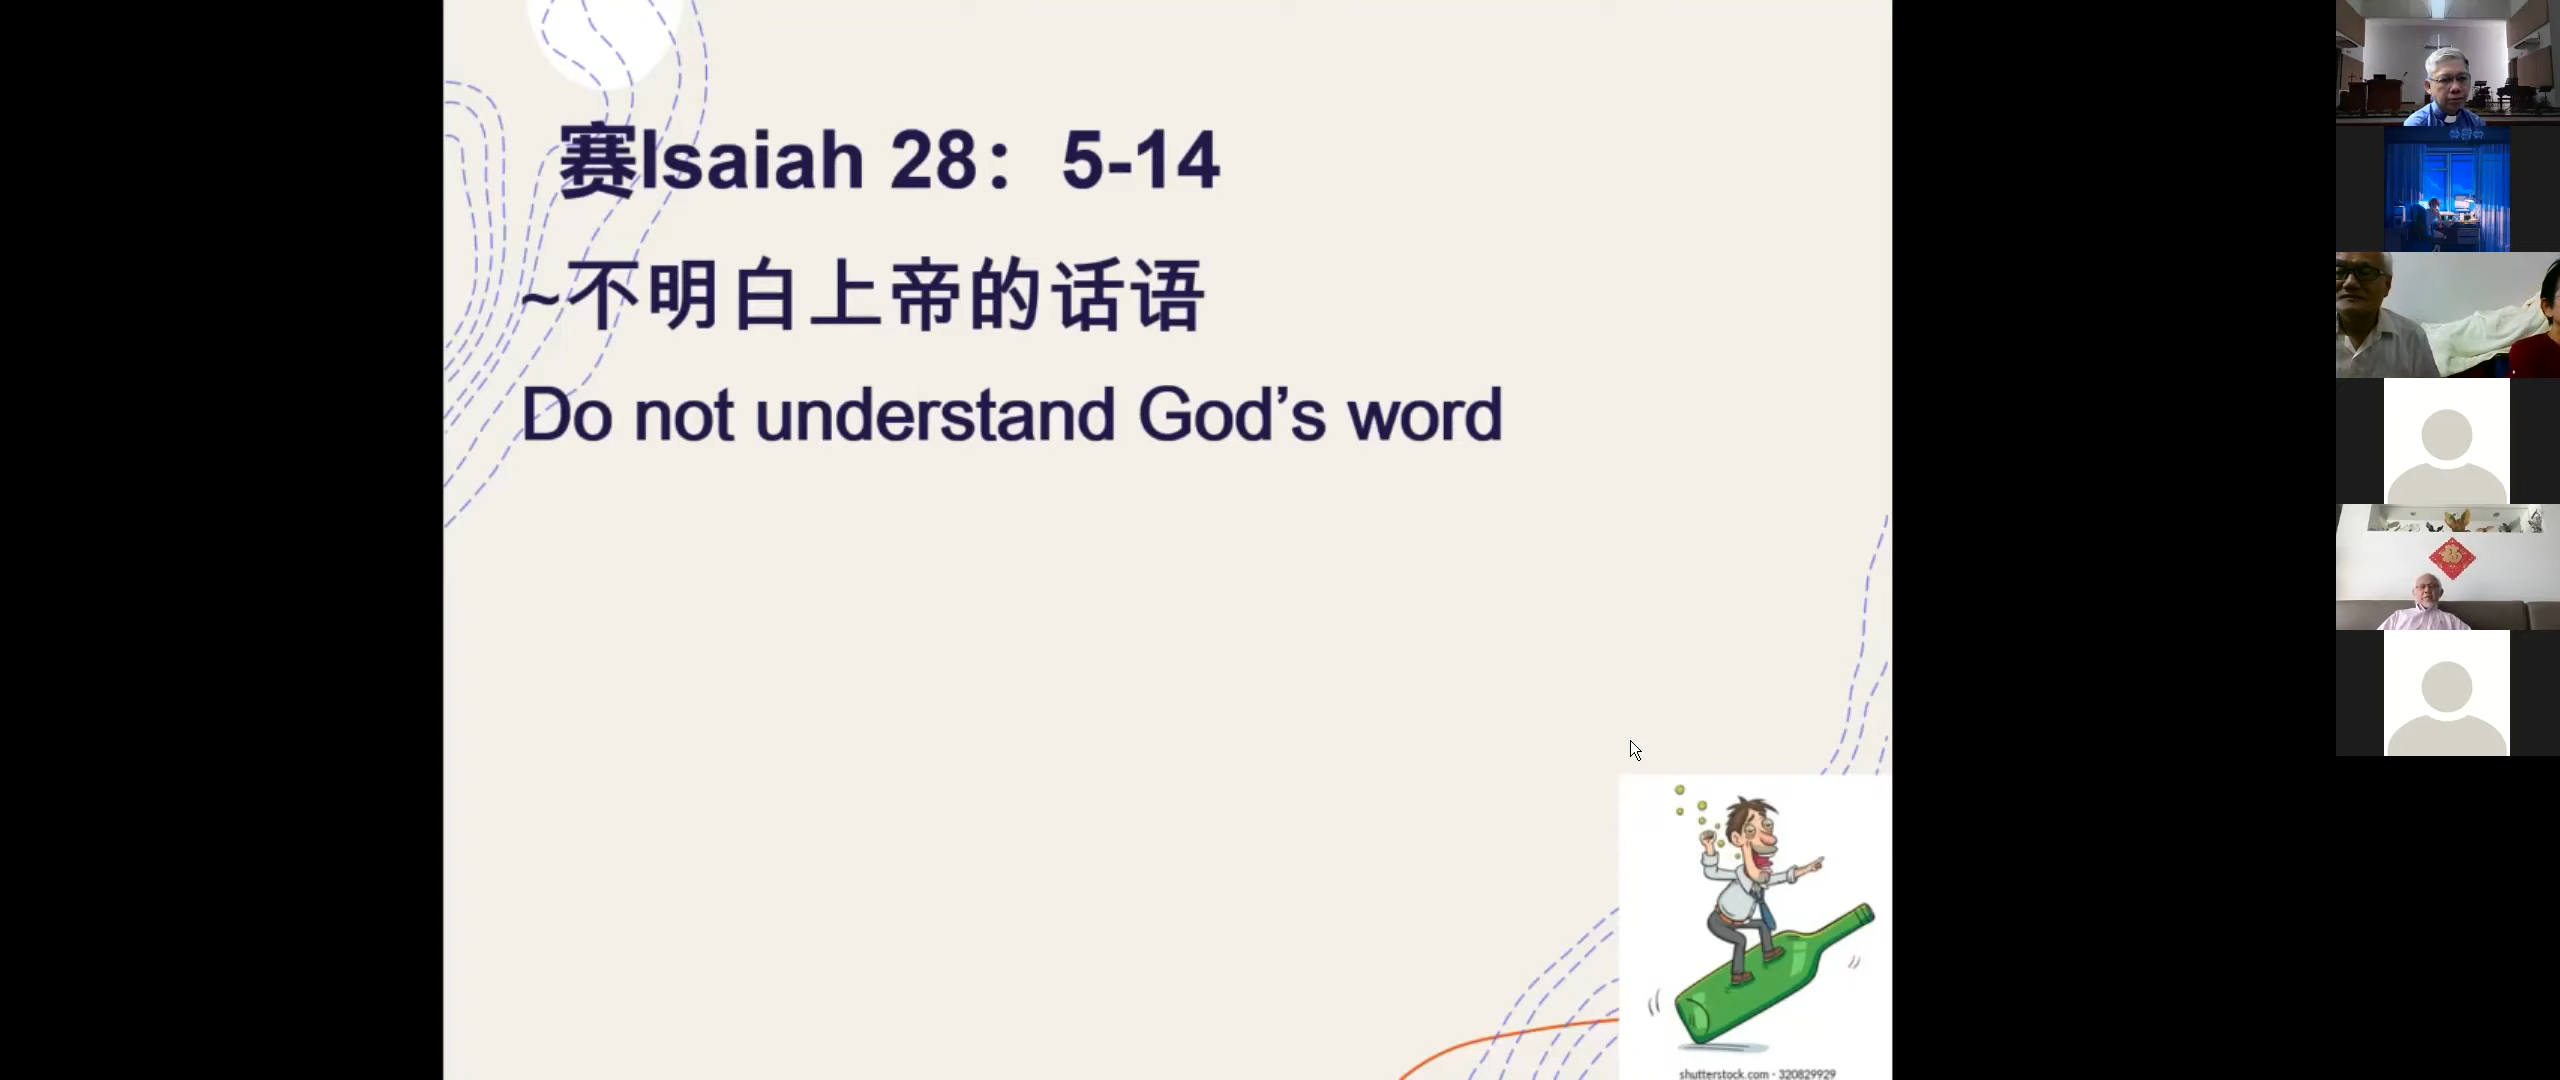 赛Isaiah 28：5-14
~不明白上帝的话语
Do not understand God’s word
shutterstock.com · 320829929
福